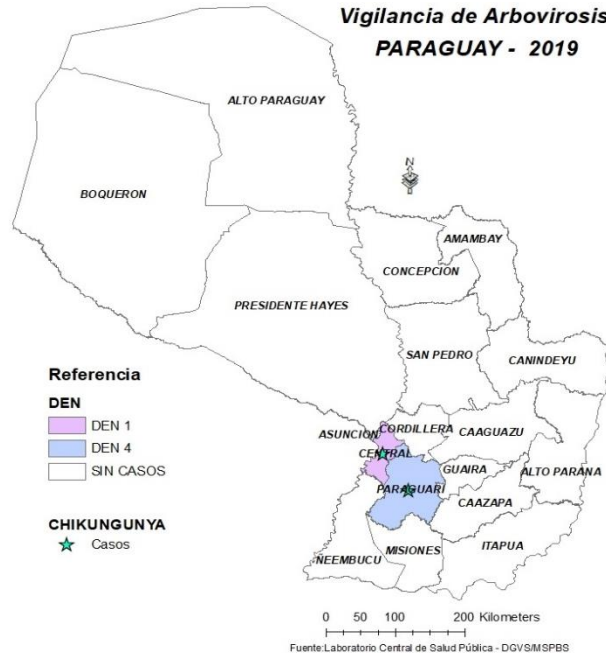 Vigilancia de Arbovirosis
PARAGUAY - 2019
ALTO PARAGUAY
BOQUERON
N
AMAMBAY
CONCEPCION
PRESIDENTE HAYES
SAN PEDRO
CANINDEYU
Referencia
DEN
DEN 1
DEN 4
SIN CASOS
CHIKUNGUNYA
Casos
ASUNCION
CORDILLERA
CAAGUAZU
CENTRAL
GUAIRA
ALTO PARANA
PARAGUARI
CAAZAPA
ÑEEMBUCU
MISIONES
ITAPUA
0 50 100 200 Kilometers
Fuente:Laboratorio Central de Salud Pública - DGVS/MSPBS